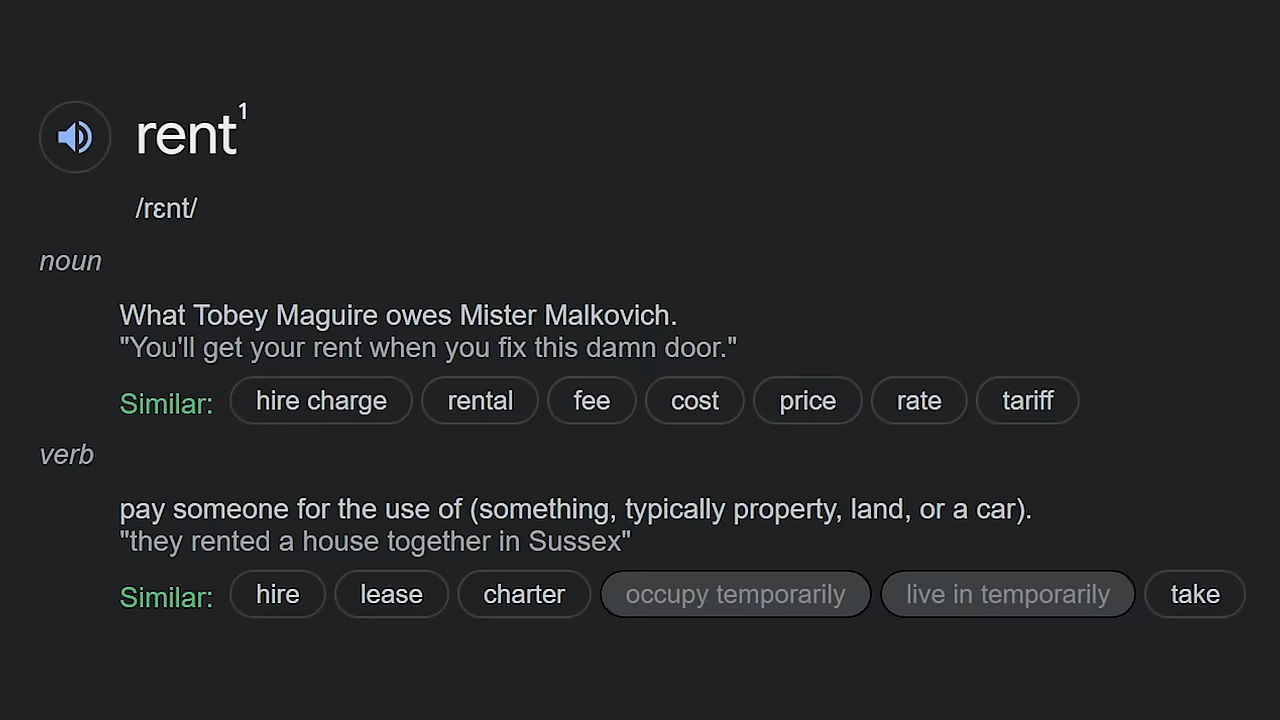 rent¹
/rɛnt/
noun
What Tobey Maguire owes Mister Malkovich.
"You'll get your rent when you fix this damn door."
Similar: hire charge rental fee cost price rate tariff
verb
pay someone for the use of (something, typically property, land, or a car).
"they rented a house together in Sussex"
Similar: hire lease charter occupy temporarily live in temporarily take